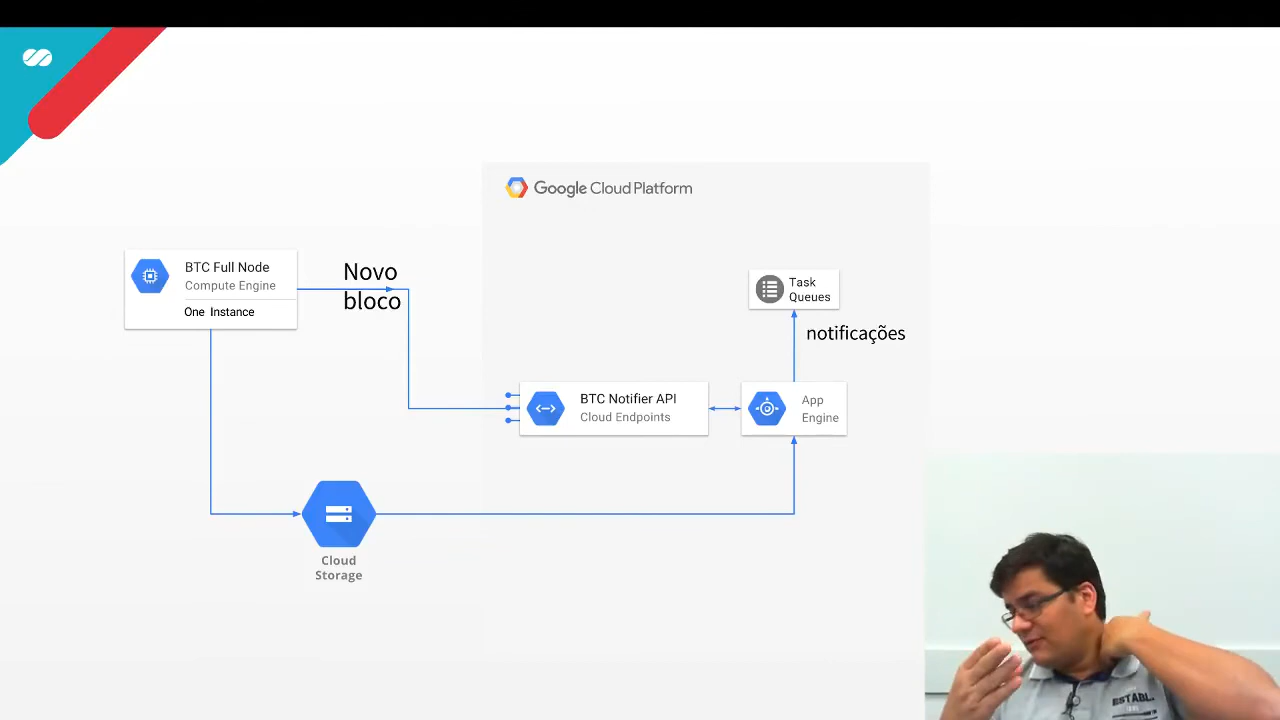 Google Cloud Platform
BTC Full Node
Compute Engine
One Instance
Novo
bloco
Task
Queues
notificações
BTC Notifier API
Cloud Endpoints
App
Engine
Cloud
Storage
ESTABL.